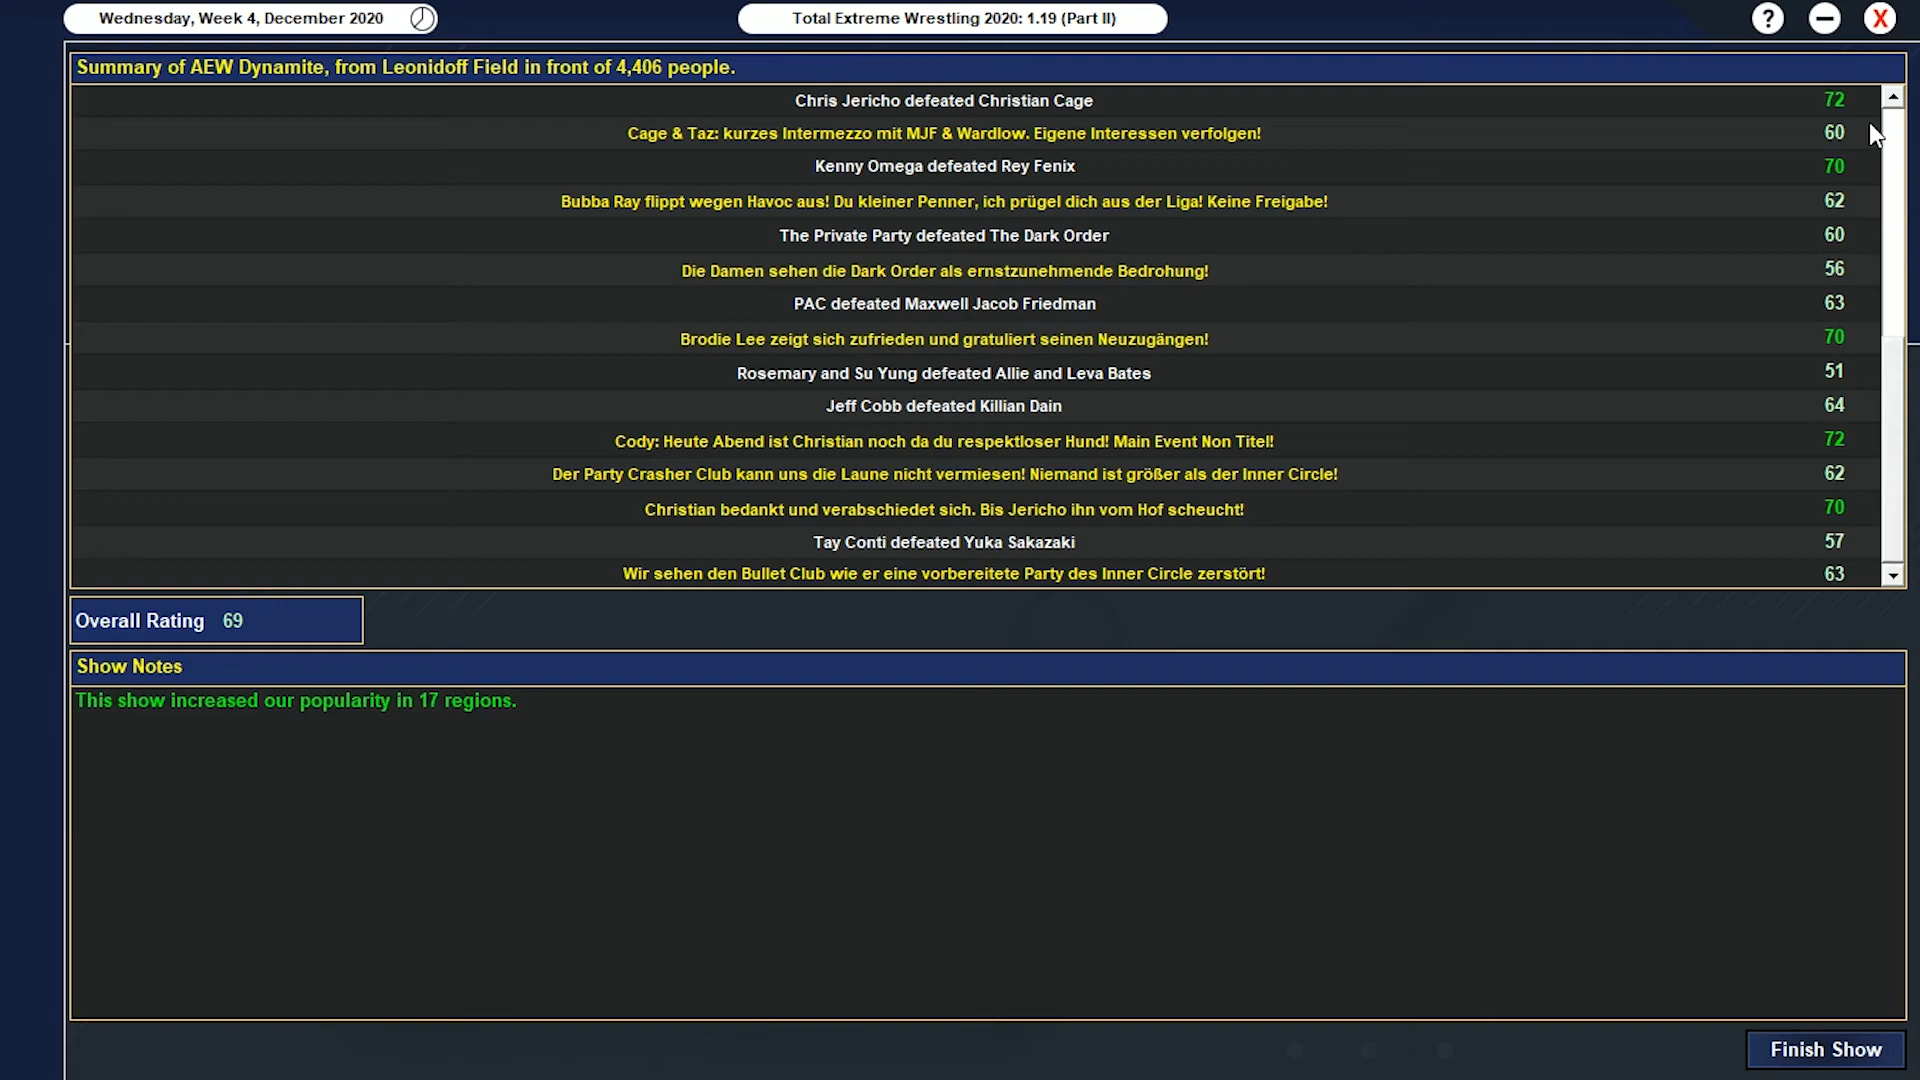 Wednesday, Week 4, December 2020
Total Extreme Wrestling 2020: 1.19 (Part II)
? X
Summary of AEW Dynamite, from Leonidoff Field in front of 4,406 people.
Chris Jericho defeated Christian Cage 72
Cage & Taz: kurzes Intermezzo mit MJF & Wardlow. Eigene Interessen verfolgen! 60
Kenny Omega defeated Rey Fenix 70
Bubba Ray flippt wegen Havoc aus! Du kleiner Penner, ich prügel dich aus der Liga! Keine Freigabe! 62
The Private Party defeated The Dark Order 60
Die Damen sehen die Dark Order als ernstzunehmende Bedrohung! 56
PAC defeated Maxwell Jacob Friedman 63
Brodie Lee zeigt sich zufrieden und gratuliert seinen Neuzugängen! 70
Rosemary and Su Yung defeated Allie and Leva Bates 51
Jeff Cobb defeated Killian Dain 64
Cody: Heute Abend ist Christian noch da du respektloser Hund! Main Event Non Titel! 72
Der Party Crasher Club kann uns die Laune nicht vermiesen! Niemand ist größer als der Inner Circle! 62
Christian bedankt und verabschiedet sich. Bis Jericho ihn vom Hof scheucht! 70
Tay Conti defeated Yuka Sakazaki 57
Wir sehen den Bullet Club wie er eine vorbereitete Party des Inner Circle zerstört! 63
Overall Rating 69
Show Notes
This show increased our popularity in 17 regions.
Finish Show